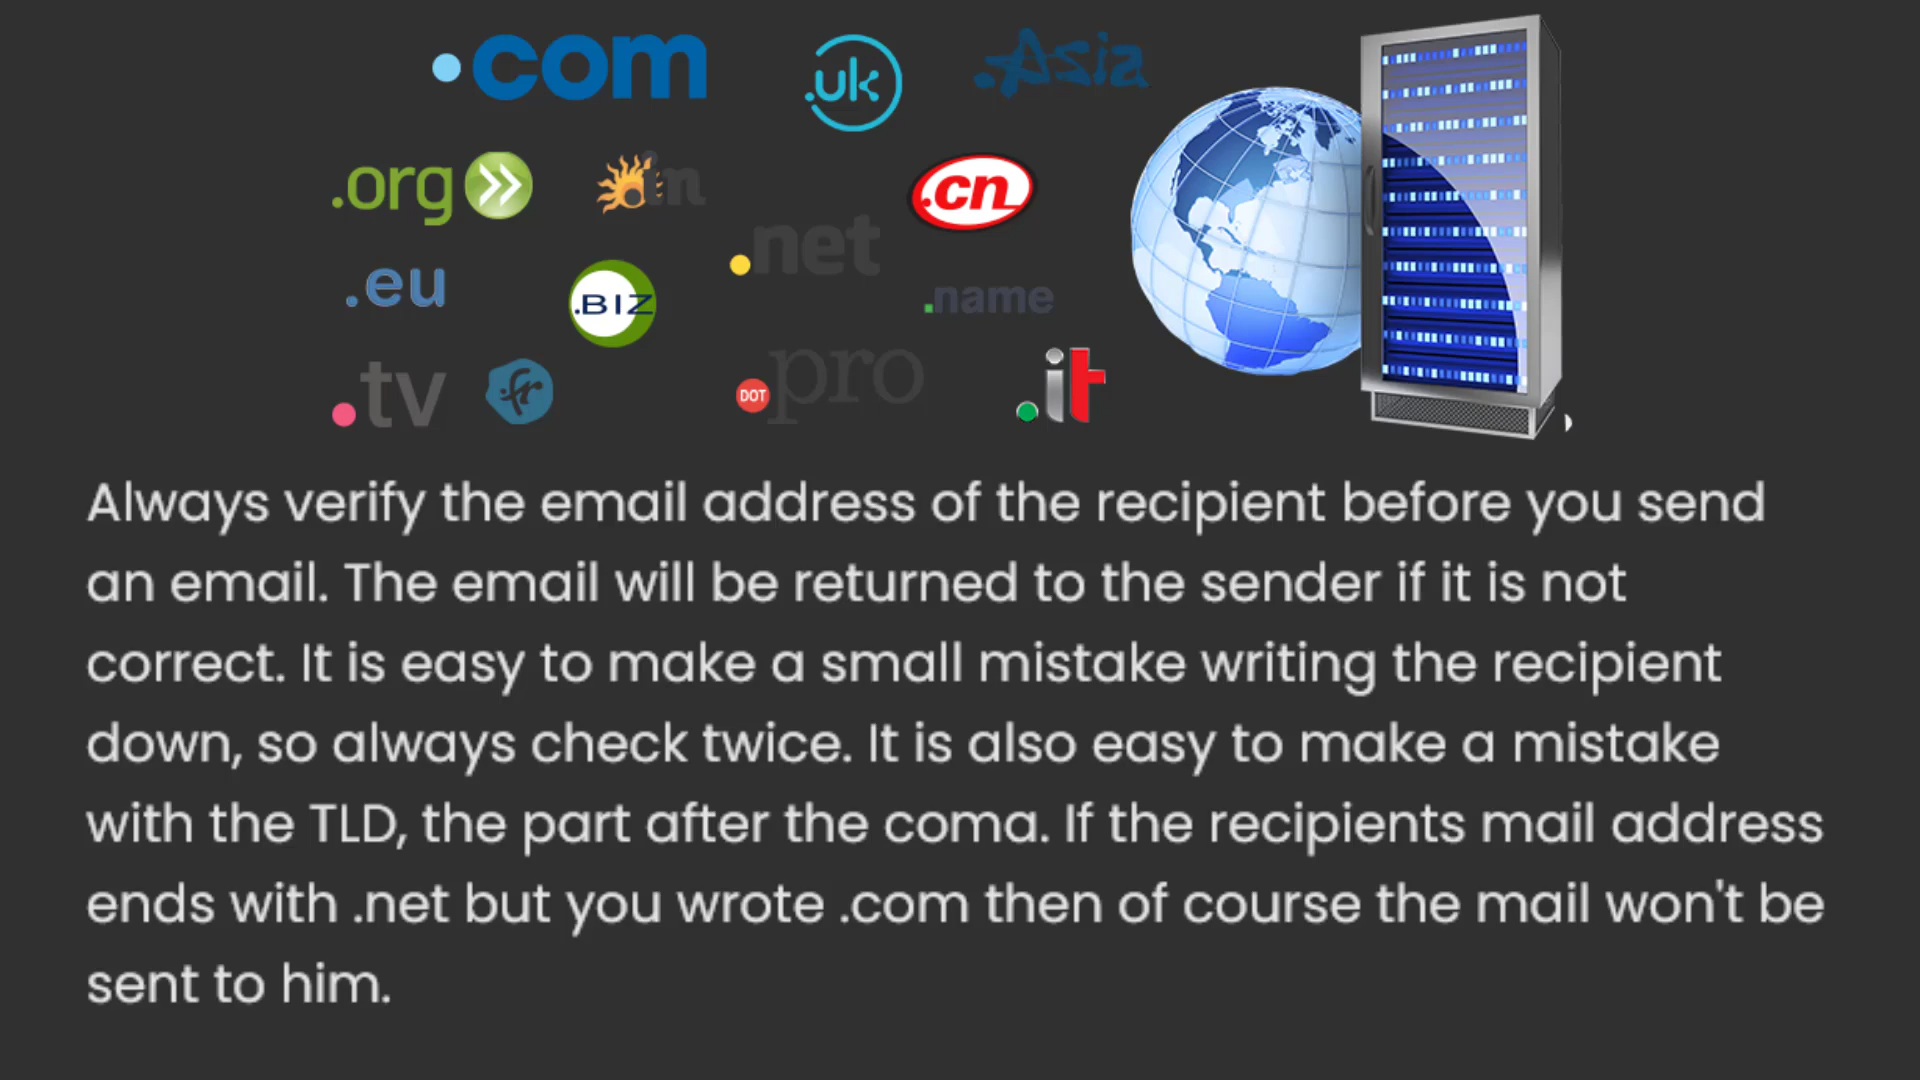 .com
.uk
.Asia
.org
.in
.cn
.net
.eu
.BIZ
.name
.tv
.fr
DOT pro
.it
Always verify the email address of the recipient before you send
an email. The email will be returned to the sender if it is not
correct. It is easy to make a small mistake writing the recipient
down, so always check twice. It is also easy to make a mistake
with the TLD, the part after the coma. If the recipients mail address
ends with .net but you wrote .com then of course the mail won't be
sent to him.